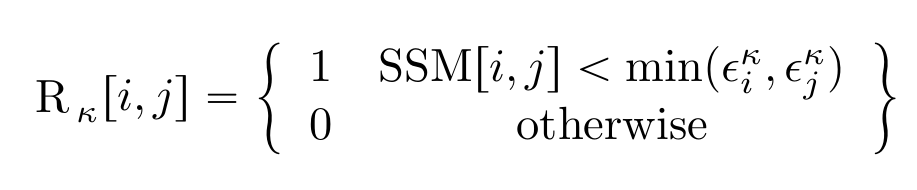 R_κ[i, j] = { 1 SSM[i, j] < min(ϵ_i^κ, ϵ_j^κ)
0 otherwise }